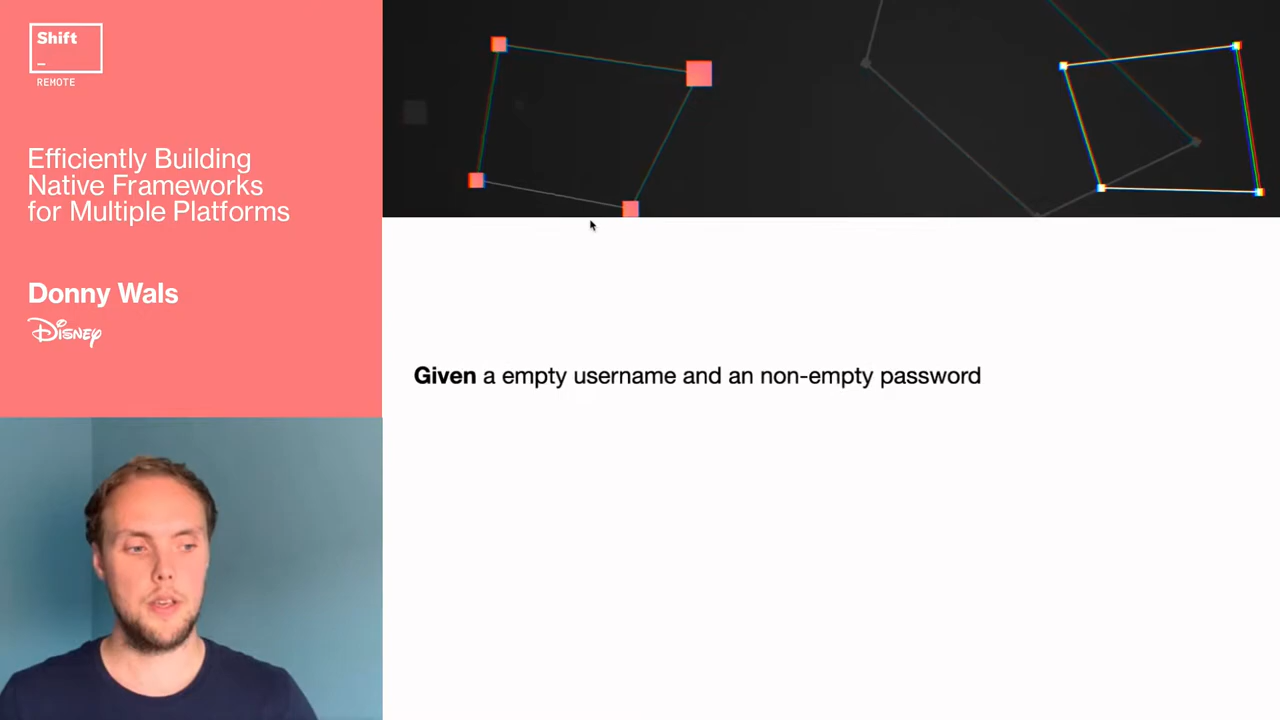 Shift
_
REMOTE
Efficiently Building
Native Frameworks
for Multiple Platforms
Donny Wals
Disney
Given a empty username and an non-empty password